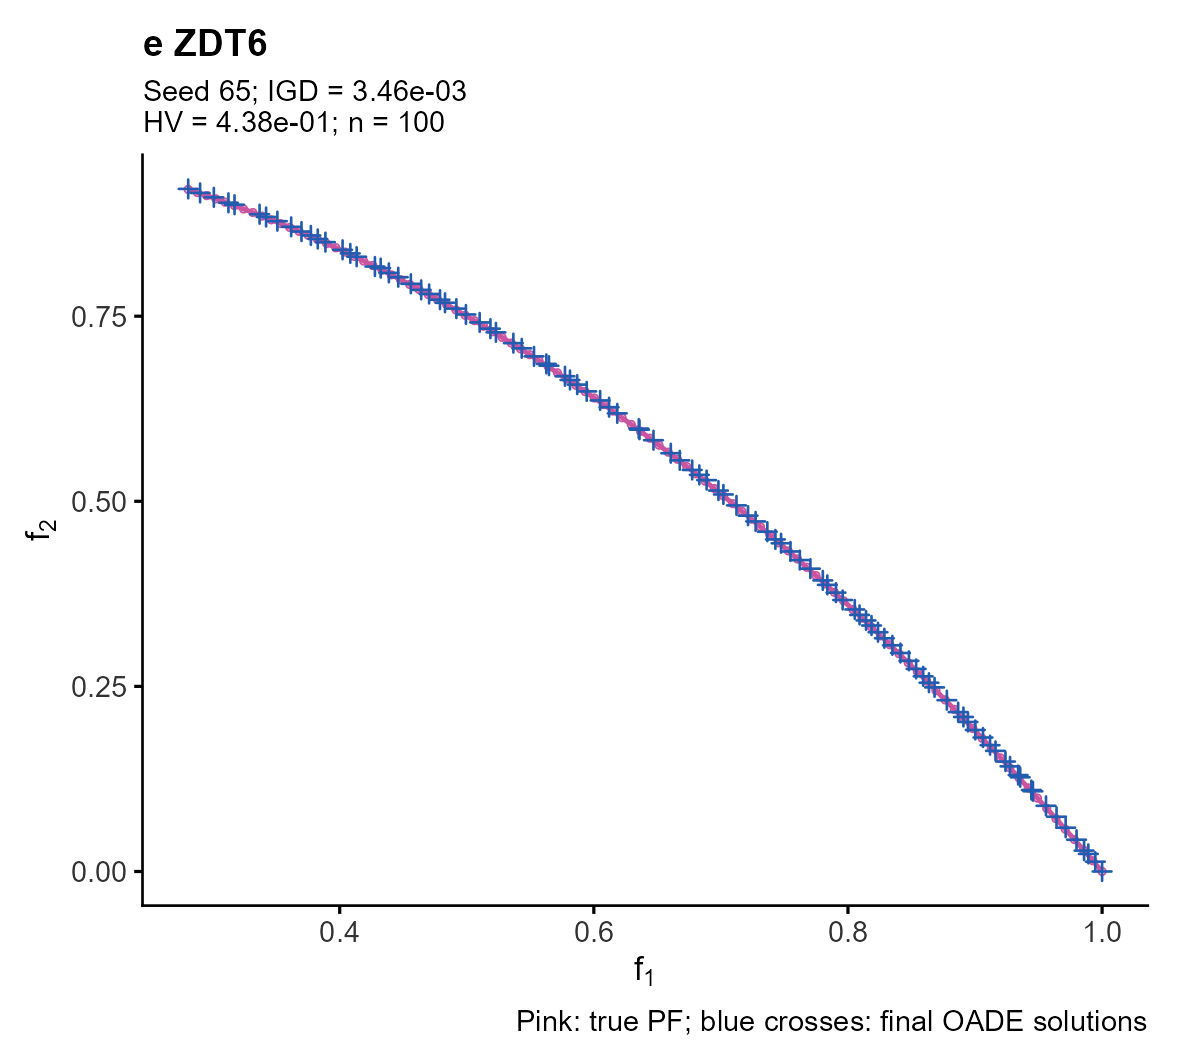 e ZDT6
Seed 65; IGD = 3.46e-03
HV = 4.38e-01; n = 100
f2
0.75
0.50
0.25
0.00
0.4 0.6 0.8 1.0
f1
Pink: true PF; blue crosses: final OADE solutions